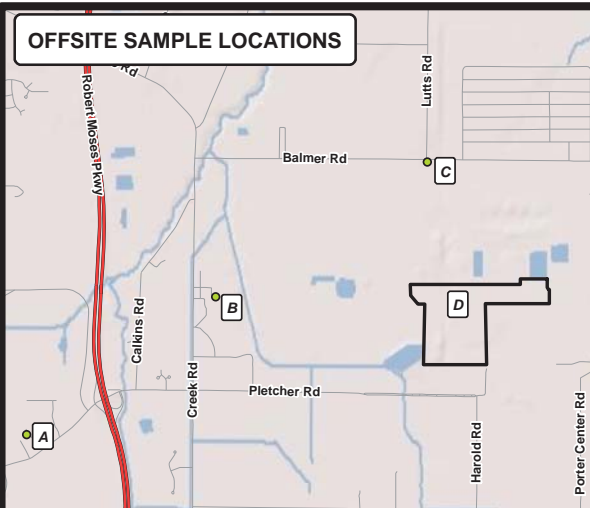 OFFSITE SAMPLE LOCATIONS
Rd
Robert Moses Pkwy
Lutts Rd
Balmer Rd
C
B
D
Calkins Rd
Creek Rd
Pletcher Rd
A
Harold Rd
Porter Center Rd